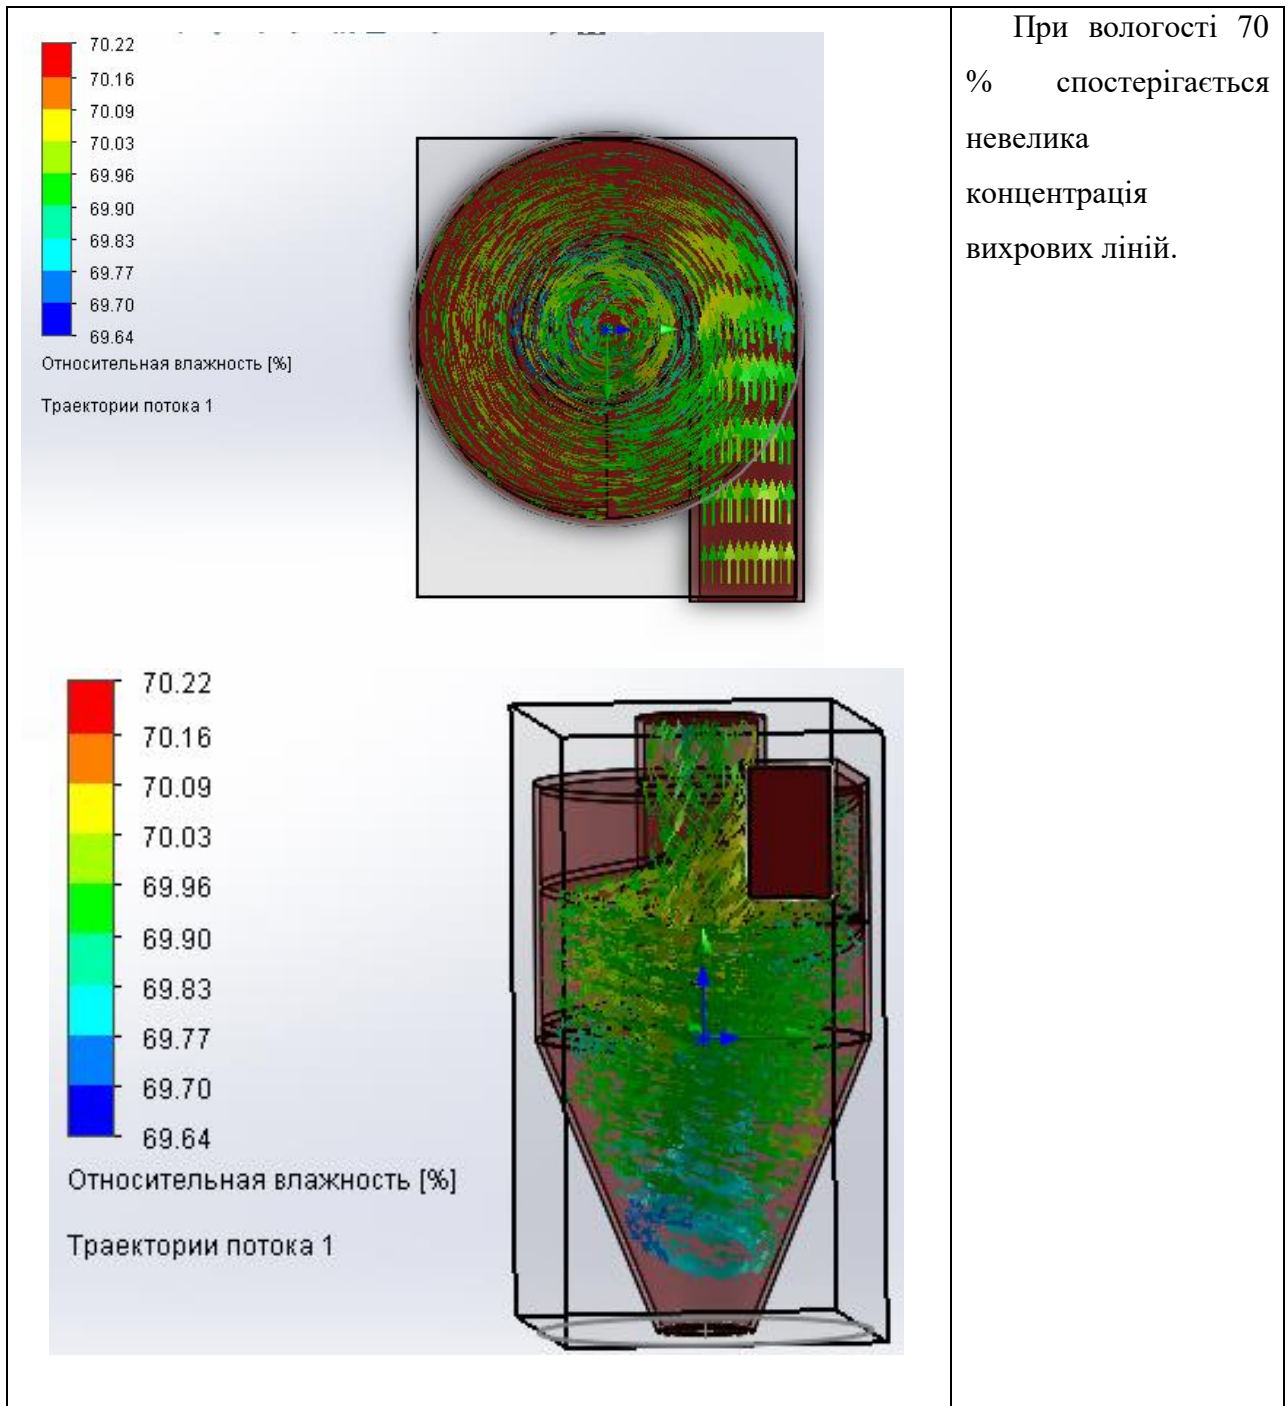 70.22
70.16
70.09
70.03
69.96
69.90
69.83
69.77
69.70
69.64
Относительная влажность [%]
Траектории потока 1
70.22
70.16
70.09
70.03
69.96
69.90
69.83
69.77
69.70
69.64
Относительная влажность [%]
Траектории потока 1
При вологості 70
% спостерігається
невелика
концентрація
вихрових ліній.